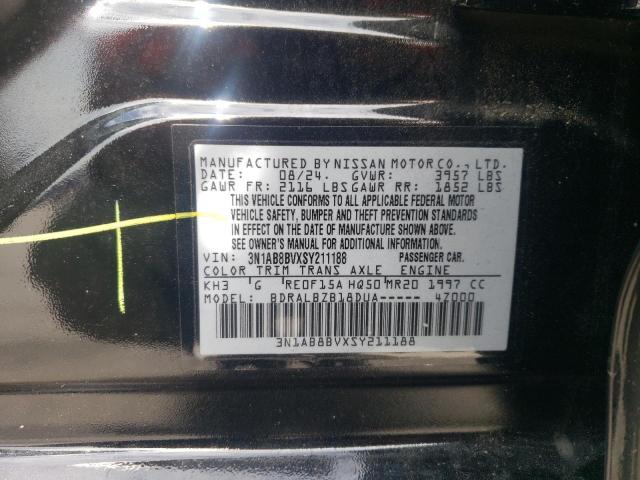 MANUFACTURED BY NISSAN MOTOR CO., LTD.
DATE: 08/24. GVWR: 3957 LBS
GAWR FR: 2116 LBS GAWR RR: 1852 LBS
THIS VEHICLE CONFORMS TO ALL APPLICABLE FEDERAL MOTOR
VEHICLE SAFETY, BUMPER AND THEFT PREVENTION STANDARDS
IN EFFECT ON THE DATE OF MANUFACTURE SHOWN ABOVE.
SEE OWNER'S MANUAL FOR ADDITIONAL INFORMATION.
VIN: 3N1AB8BVXSY211188 PASSENGER CAR.
COLOR TRIM TRANS AXLE ENGINE
KH3 G RE0F15A HQ50 MR20 1997 CC
MODEL: BDRALBZB18DUA----- 4Z000
3N1AB8BVXSY211188